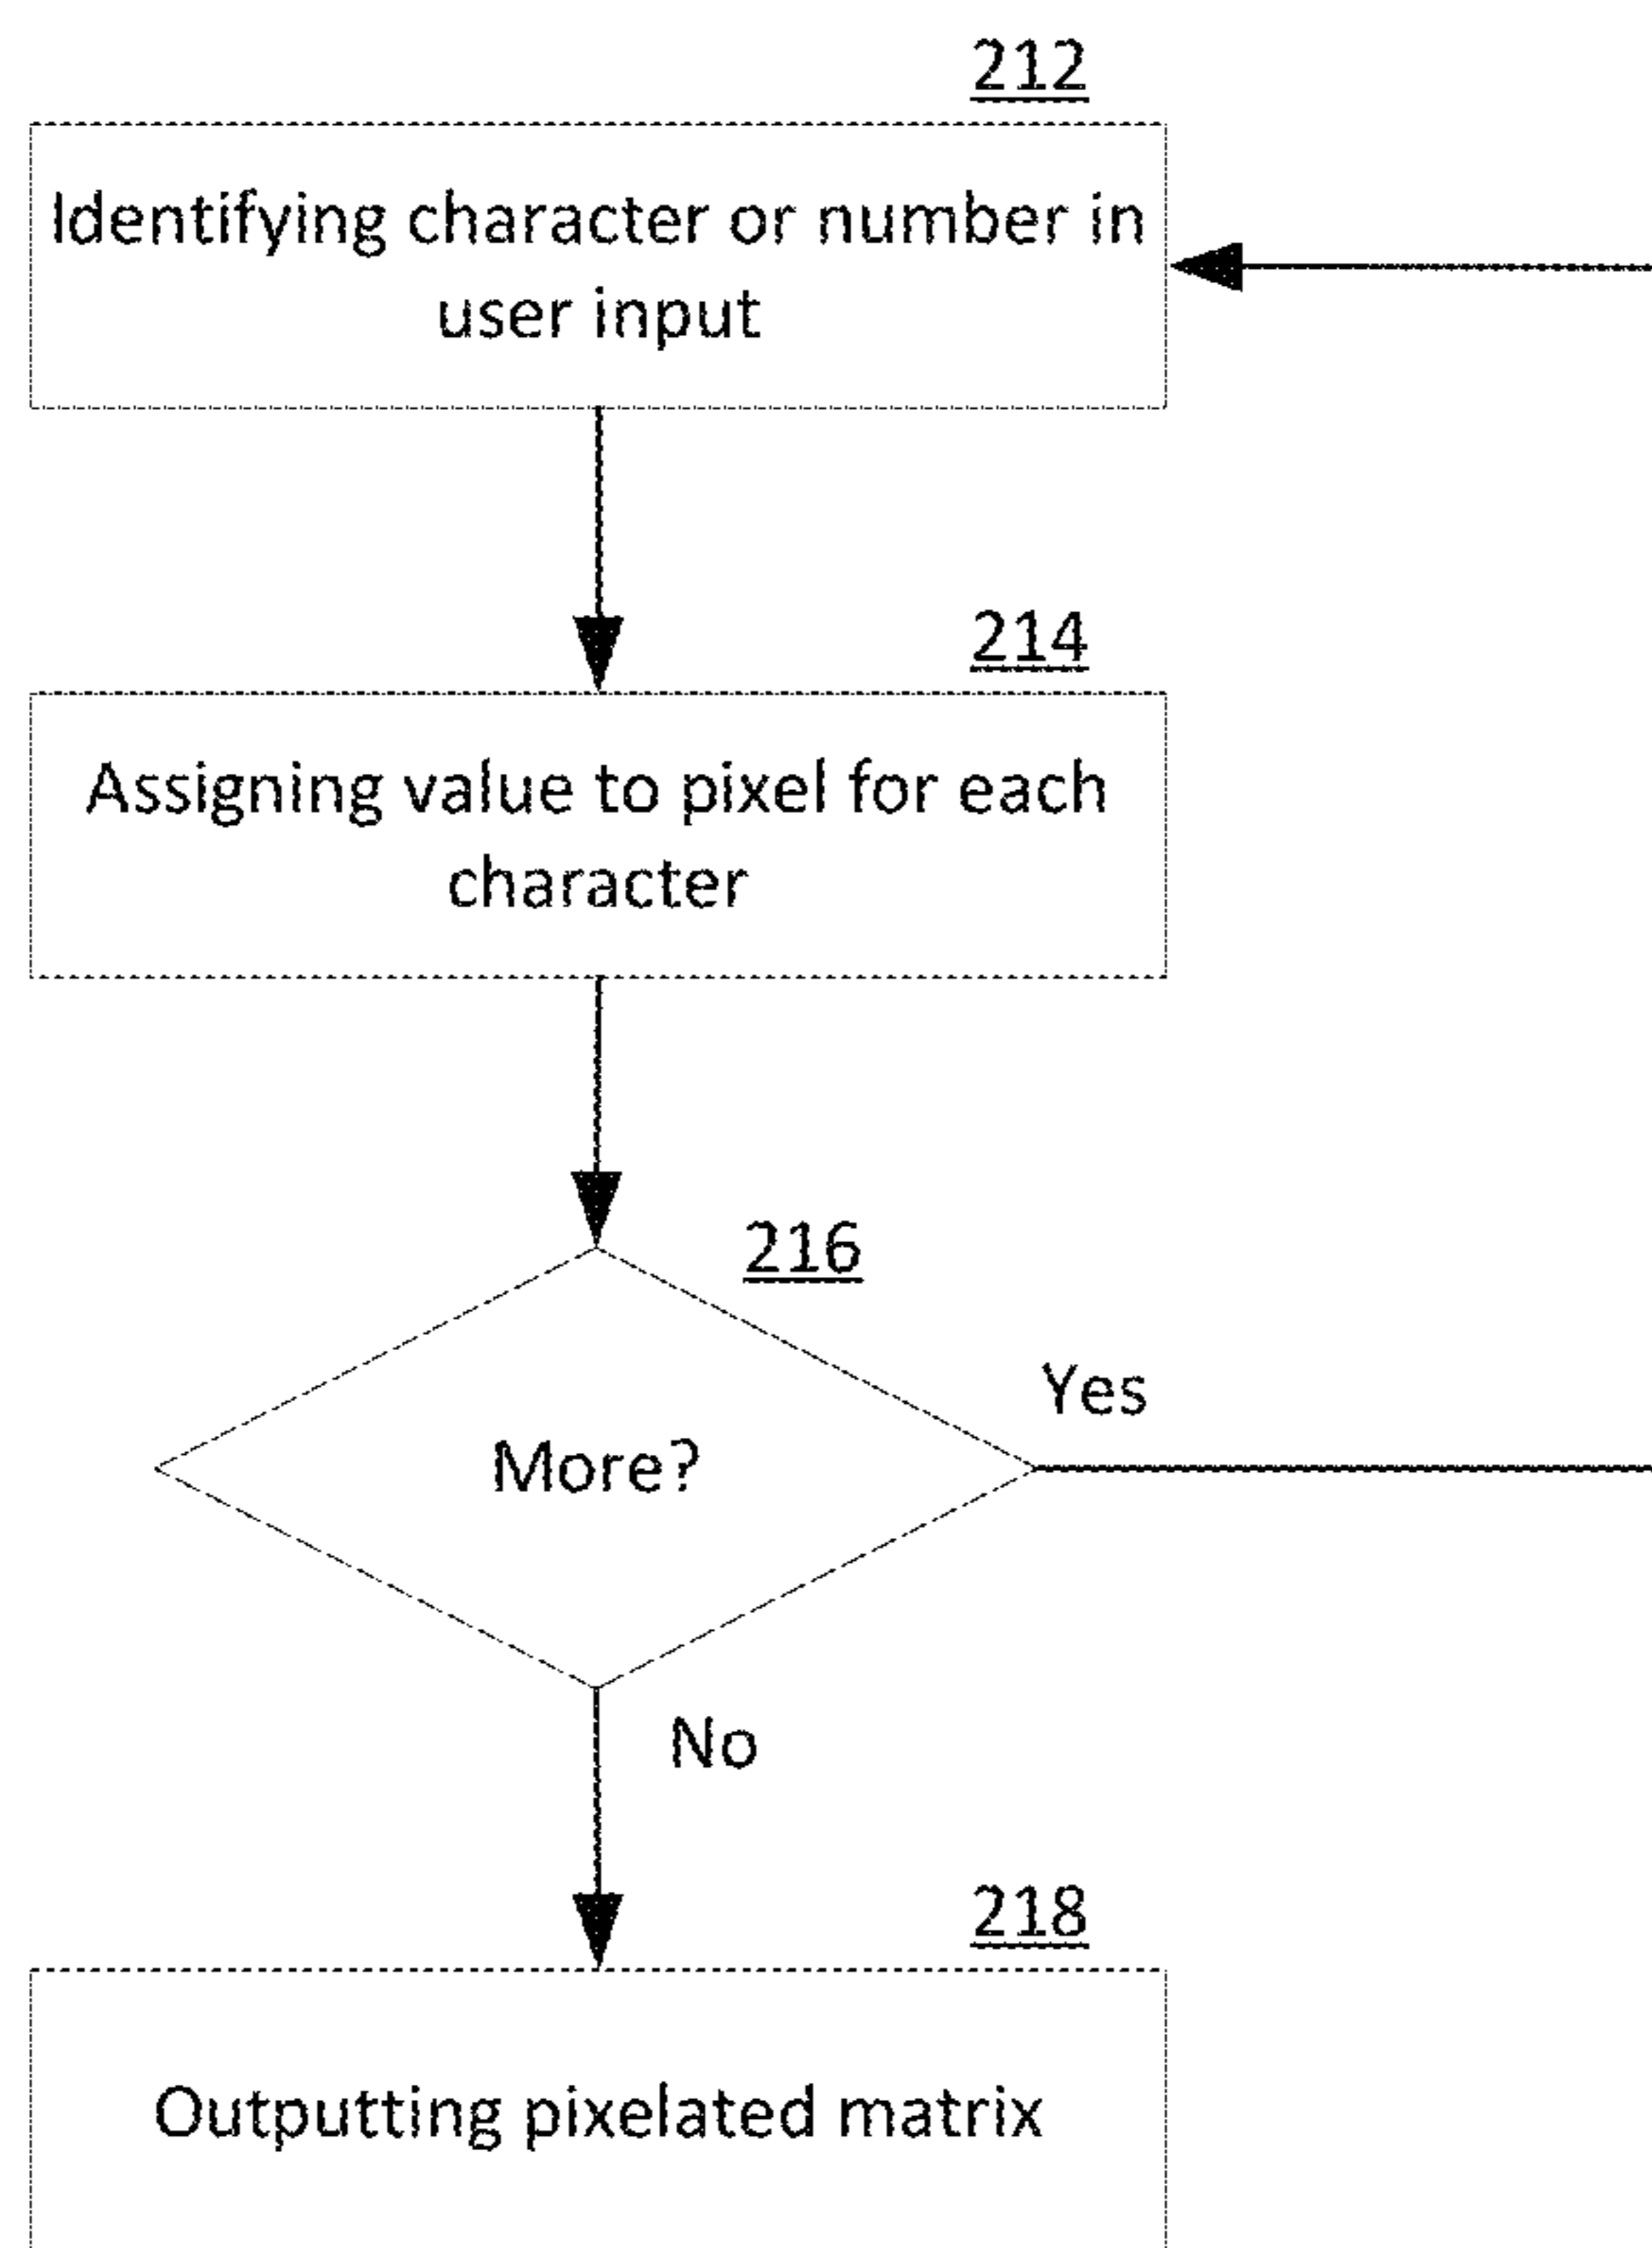 212
Identifying character or number in
user input
214
Assigning value to pixel for each
character
216
Yes
More?
No
218
Outputting pixelated matrix